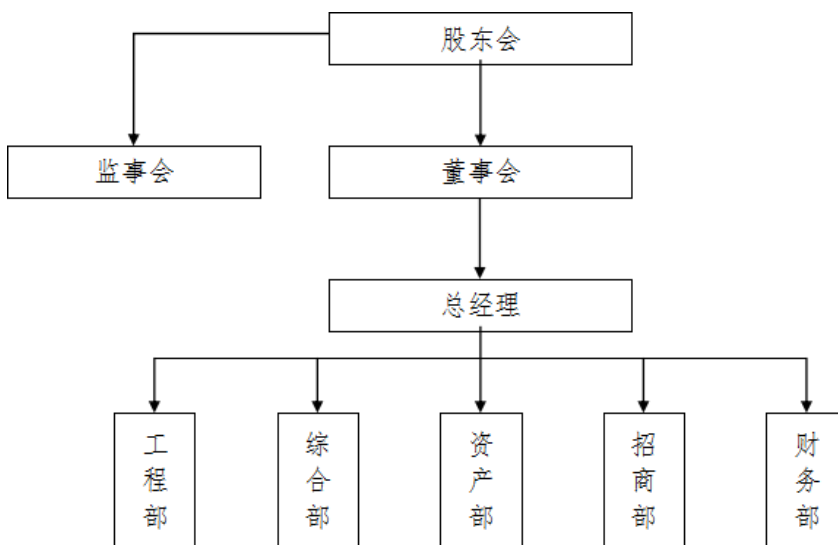 股东会
监事会
董事会
总经理
工程部
综合部
资产部
招商部
财务部